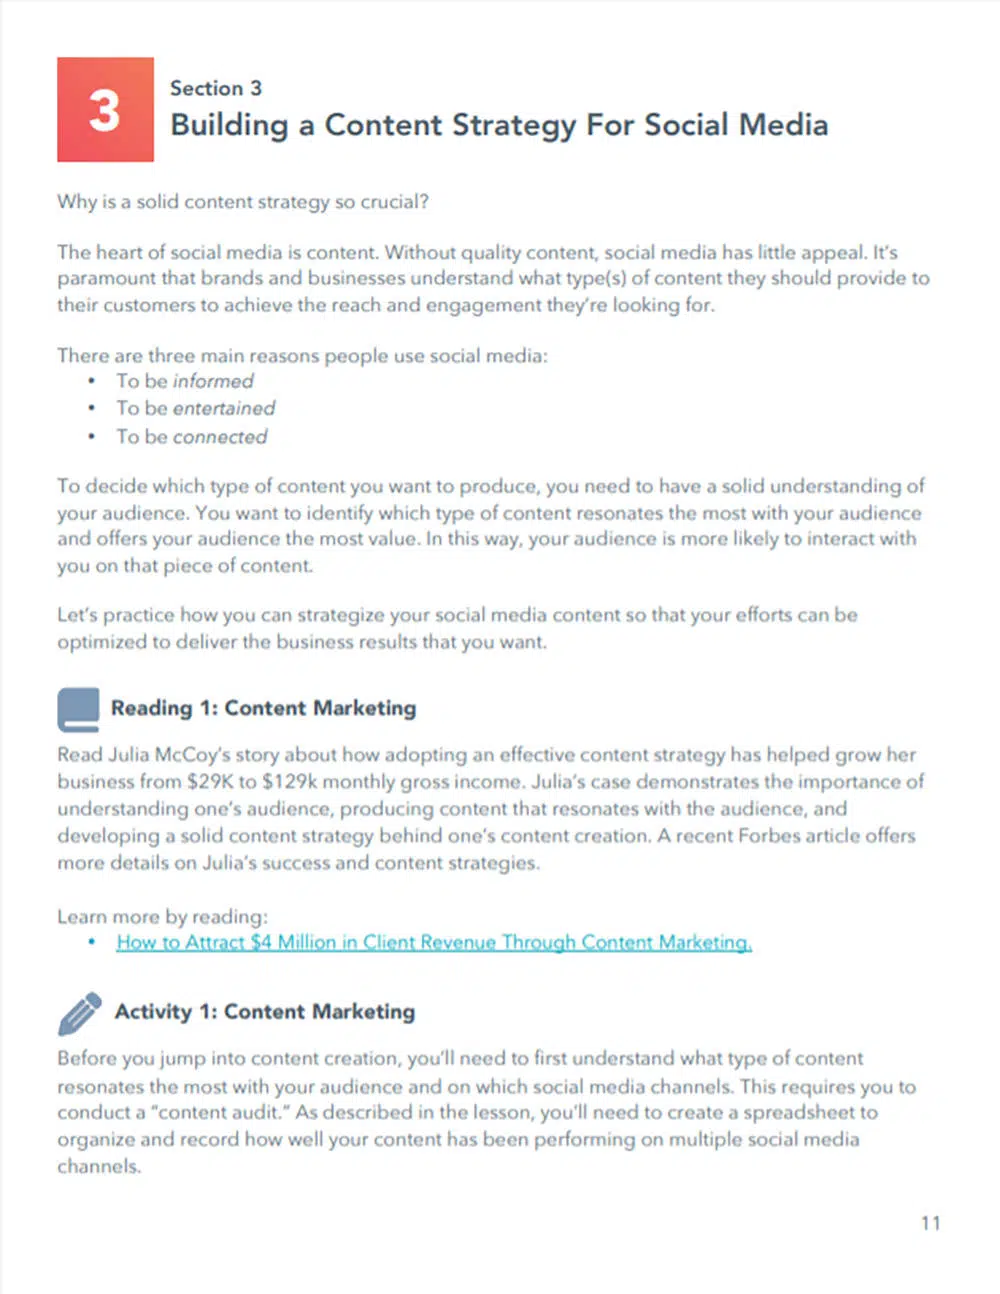 3
Section 3
Building a Content Strategy For Social Media
Why is a solid content strategy so crucial?
The heart of social media is content. Without quality content, social media has little appeal. It's
paramount that brands and businesses understand what type(s) of content they should provide to
their customers to achieve the reach and engagement they're looking for.
There are three main reasons people use social media:
• To be informed
• To be entertained
• To be connected
To decide which type of content you want to produce, you need to have a solid understanding of
your audience. You want to identify which type of content resonates the most with your audience
and offers your audience the most value. In this way, your audience is more likely to interact with
you on that piece of content.
Let's practice how you can strategize your social media content so that your efforts can be
optimized to deliver the business results that you want.
Reading 1: Content Marketing
Read Julia McCoy's story about how adopting an effective content strategy has helped grow her
business from $29K to $129k monthly gross income. Julia's case demonstrates the importance of
understanding one's audience, producing content that resonates with the audience, and
developing a solid content strategy behind one's content creation. A recent Forbes article offers
more details on Julia's success and content strategies.
Learn more by reading:
• How to Attract $4 Million in Client Revenue Through Content Marketing.
Activity 1: Content Marketing
Before you jump into content creation, you'll need to first understand what type of content
resonates the most with your audience and on which social media channels. This requires you to
conduct a "content audit." As described in the lesson, you'll need to create a spreadsheet to
organize and record how well your content has been performing on multiple social media
channels.
11